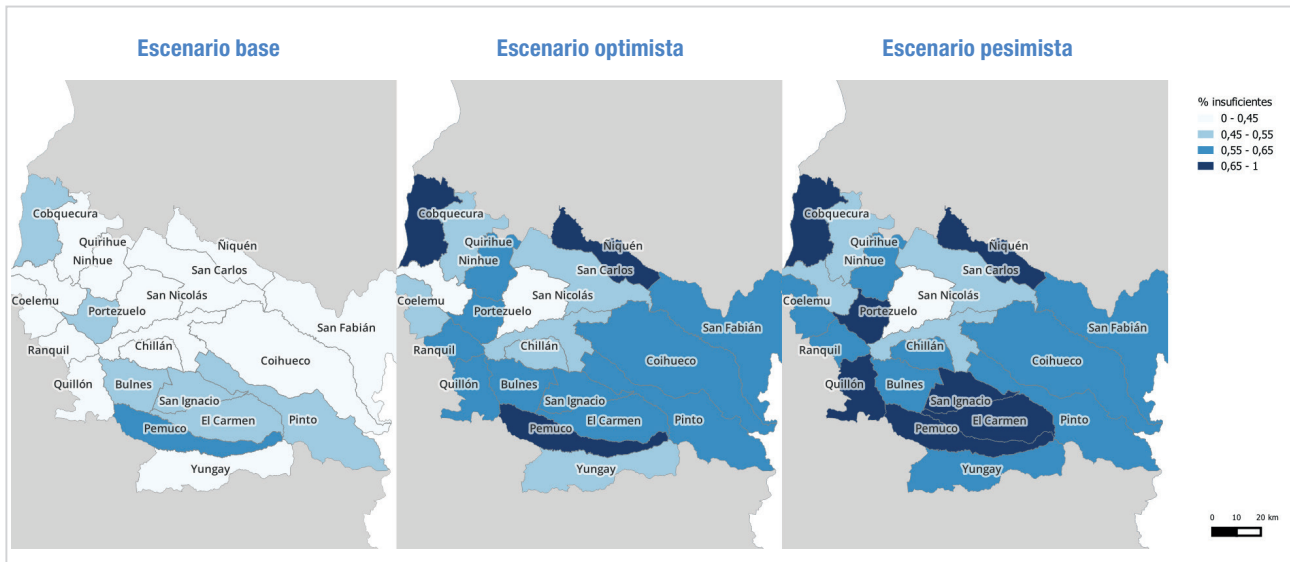 Escenario base
Escenario optimista
Escenario pesimista
% insuficientes
0 - 0,45
0,45 - 0,55
0,55 - 0,65
0,65 - 1
Cobquecura
Quirihue
Ñiquén
Ninhue
San Carlos
Coelemu
San Nicolás
Portezuelo
San Fabián
Ranquil
Chillán
Coihueco
Quillón
Bulnes
San Ignacio
El Carmen
Pinto
Pemuco
Yungay
Cobquecura
Quirihue
Ñiquén
Ninhue
San Carlos
Coelemu
San Nicolás
Portezuelo
San Fabián
Ranquil
Chillán
Coihueco
Quillón
Bulnes
San Ignacio
El Carmen
Pinto
Pemuco
Yungay
Cobquecura
Quirihue
Ñiquén
Ninhue
San Carlos
Coelemu
San Nicolás
Portezuelo
San Fabián
Ranquil
Chillán
Coihueco
Quillón
Bulnes
San Ignacio
El Carmen
Pinto
Pemuco
Yungay
0 10 20 km